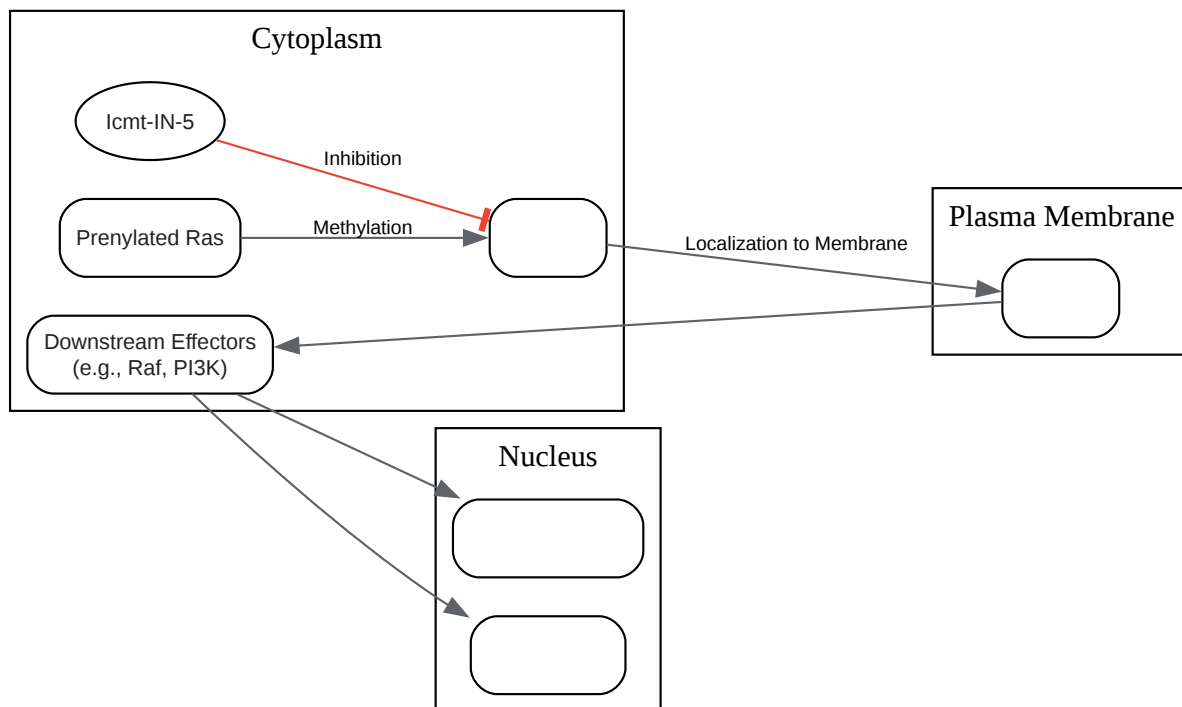 Cytoplasm
Icmt-IN-5
Inhibition
Prenylated Ras
Methylation
Localization to Membrane
Plasma Membrane
Downstream Effectors
(e.g., Raf, PI3K)
Nucleus